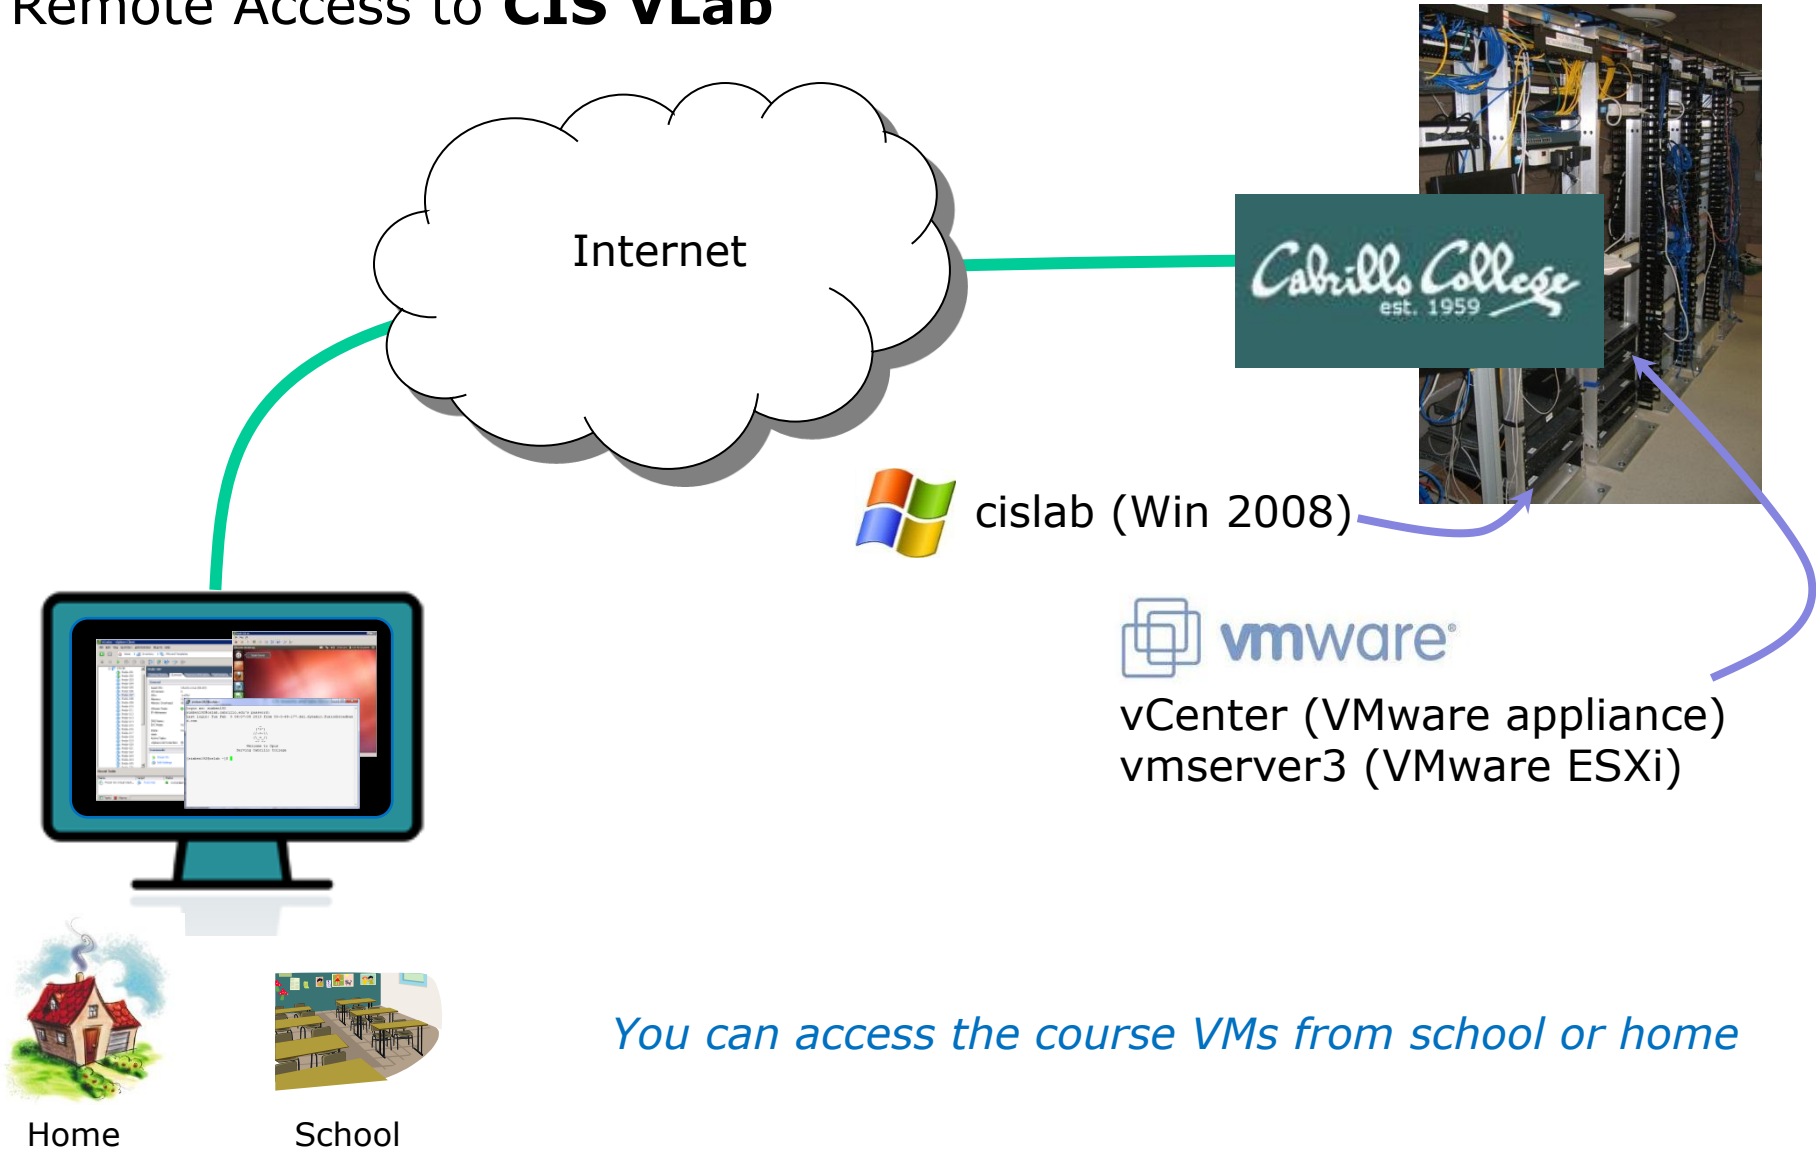 Remote Access to CIS VLab
Internet
Cabrillo College
est. 1959
cislab (Win 2008)
vmware®
vCenter (VMware appliance)
vmserver3 (VMware ESXi)
You can access the course VMs from school or home
Home
School